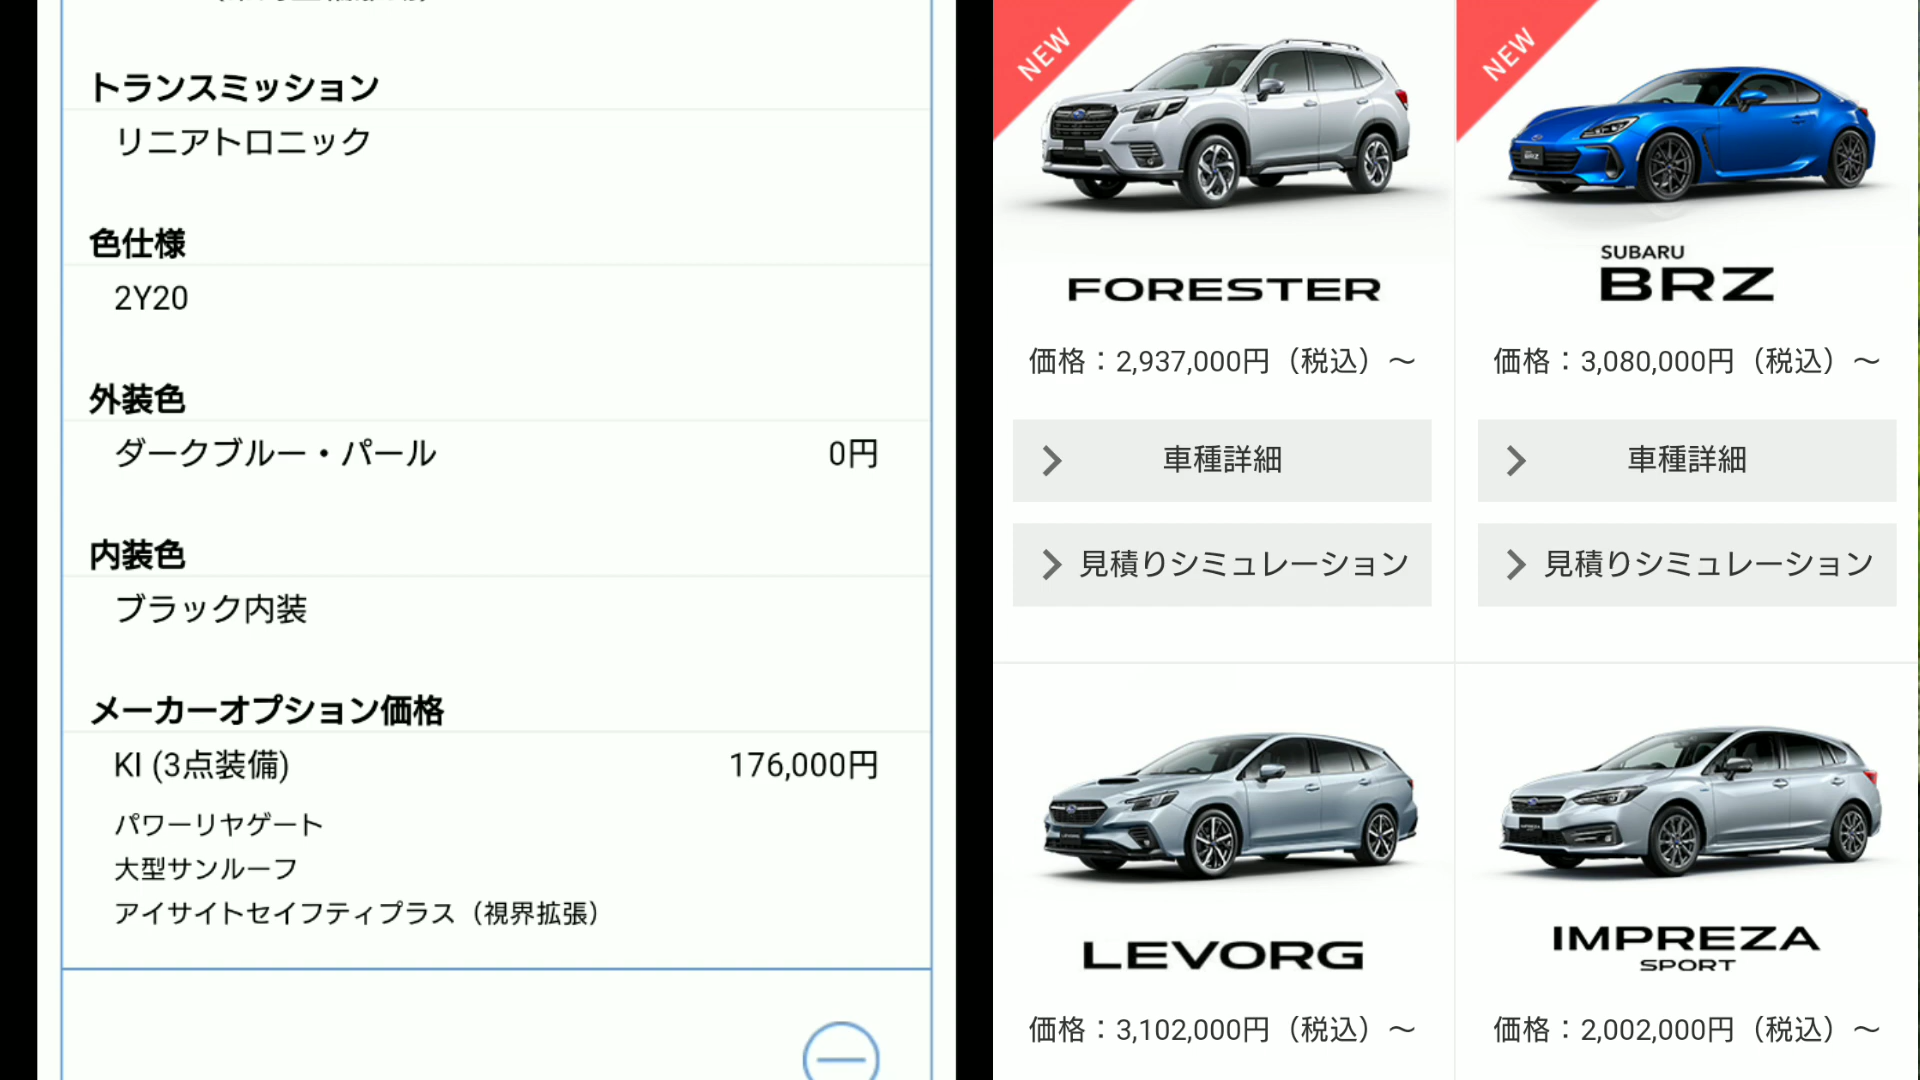 トランスミッション
リニアトロニック
色仕様
2Y20
外装色
ダークブルー・パール 0円
内装色
ブラック内装
メーカーオプション価格
KI (3点装備) 176,000円
パワーリヤゲート
大型サンルーフ
アイサイトセイフティプラス（視界拡張）
NEW
FORESTER
価格：2,937,000円（税込）～
車種詳細
見積りシミュレーション
NEW
SUBARU
BRZ
価格：3,080,000円（税込）～
車種詳細
見積りシミュレーション
LEVORG
価格：3,102,000円（税込）～
IMPREZA
SPORT
価格：2,002,000円（税込）～